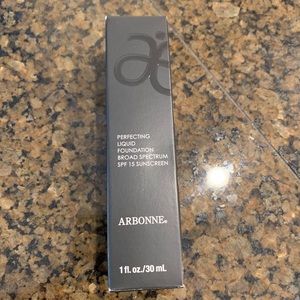 PERFECTING
LIQUID
FOUNDATION
BROAD SPECTRUM
SPF 15 SUNSCREEN
ARBONNE®
1 fl. oz./30 mL